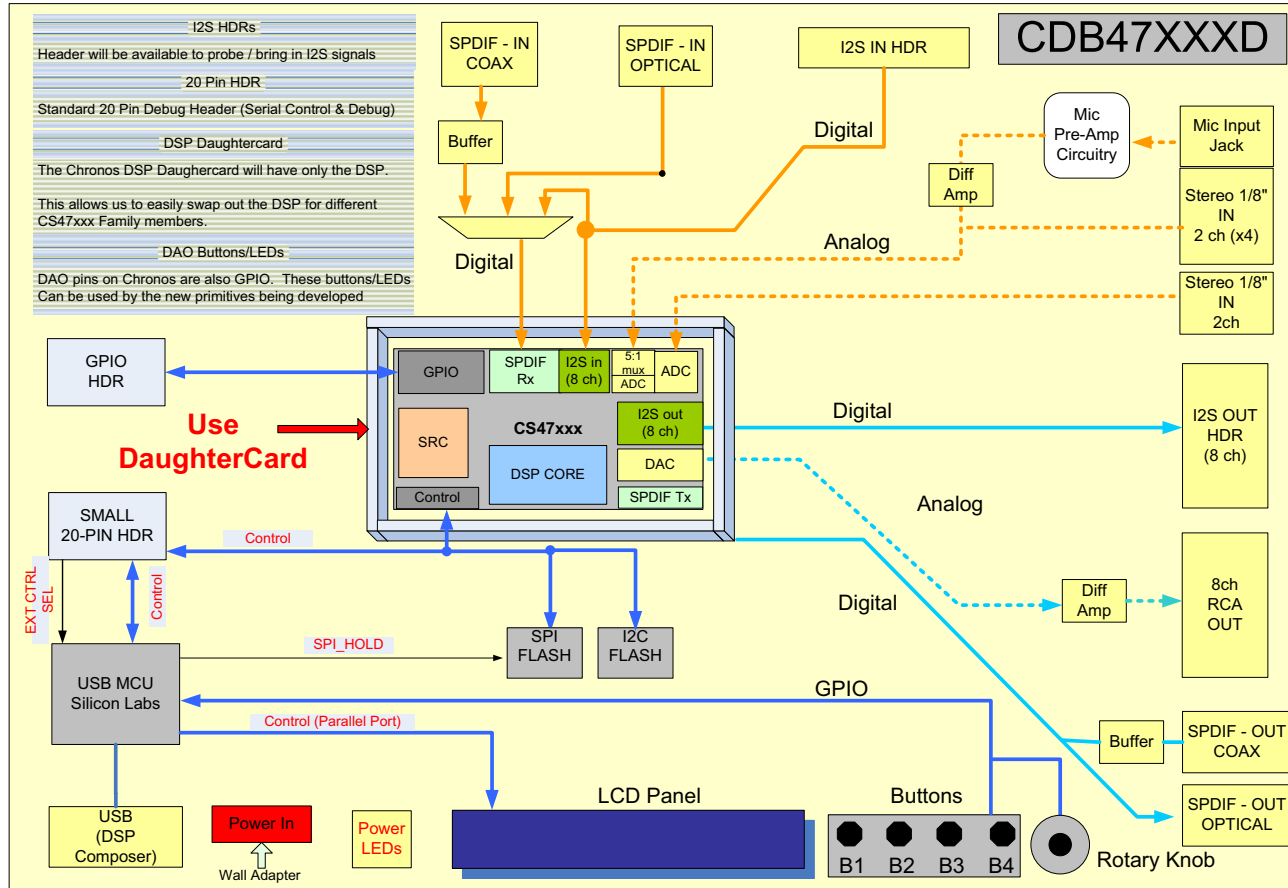 I2S HDRs
Header will be available to probe / bring in I2S signals
20 Pin HDR
Standard 20 Pin Debug Header (Serial Control & Debug)
DSP Daughtercard
The Chronos DSP Daughercard will have only the DSP.
This allows us to easily swap out the DSP for different
CS47xxx Family members.
DAO Buttons/LEDs
DAO pins on Chronos are also GPIO. These buttons/LEDs
Can be used by the new primitives being developed
SPDIF - IN
COAX
SPDIF - IN
OPTICAL
I2S IN HDR
CDB47XXXD
Buffer
Digital
Mic
Pre-Amp
Circuitry
Mic Input
Jack
Diff
Amp
Stereo 1/8"
IN
2 ch (x4)
Digital
Analog
Stereo 1/8"
IN
2ch
GPIO
HDR
GPIO
SPDIF
Rx
I2S in
(8 ch)
5:1
mux
ADC
ADC
Use
DaughterCard
SRC
CS47xxx
I2S out
(8 ch)
DSP CORE
DAC
Control
SPDIF Tx
Digital
I2S OUT
HDR
(8 ch)
Analog
SMALL
20-PIN HDR
Control
EXT CTRL
SEL
Control
Digital
Diff
Amp
8ch
RCA
OUT
SPI_HOLD
SPI
FLASH
I2C
FLASH
USB MCU
Silicon Labs
GPIO
Control (Parallel Port)
Buffer
SPDIF - OUT
COAX
USB
(DSP
Composer)
Power In
Wall Adapter
Power
LEDs
LCD Panel
Buttons
B1
B2
B3
B4
Rotary Knob
SPDIF - OUT
OPTICAL